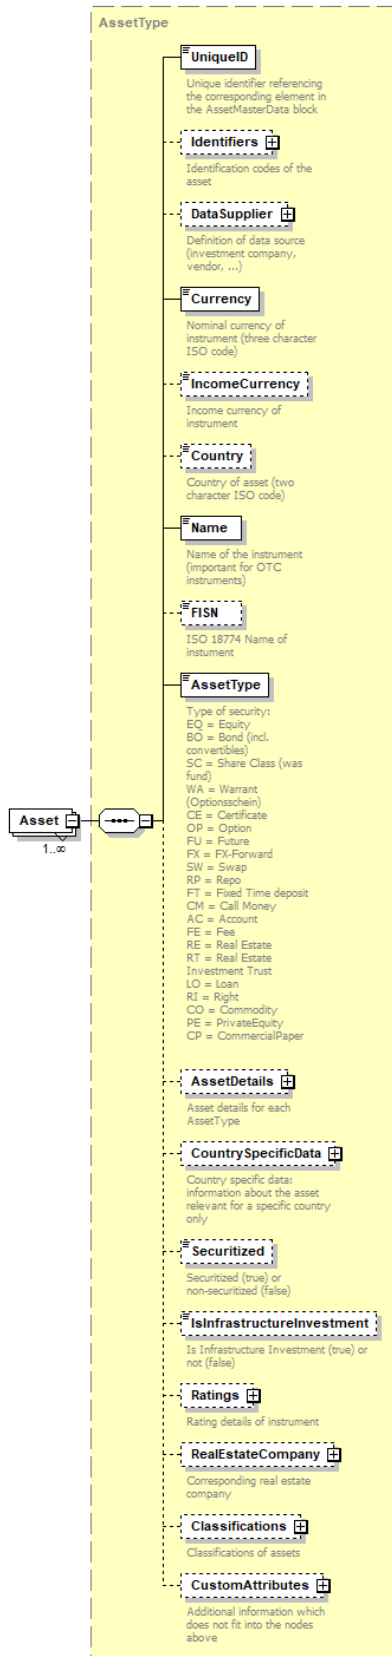 AssetType
UniqueID
Unique identifier referencing
the corresponding element in
the AssetMasterData block
Identifiers
Identification codes of the
asset
DataSupplier
Definition of data source
(investment company,
vendor, ...)
Currency
Nominal currency of
instrument (three character
ISO code)
IncomeCurrency
Income currency of
instrument
Country
Country of asset (two
character ISO code)
Name
Name of the instrument
(important for OTC
instruments)
FISN
ISO 18774 Name of
instument
AssetType
Type of security:
EQ = Equity
BO = Bond (incl.
convertibles)
SC = Share Class (was
fund)
WA = Warrant
(Optionsschein)
CE = Certificate
OP = Option
FU = Future
FX = FX-Forward
SW = Swap
RP = Repo
FT = Fixed Time deposit
CM = Call Money
AC = Account
FE = Fee
RE = Real Estate
RT = Real Estate
Investment Trust
LO = Loan
RI = Right
CO = Commodity
PE = PrivateEquity
CP = CommercialPaper
Asset
1..∞
AssetDetails
Asset details for each
AssetType
CountrySpecificData
Country specific data:
information about the asset
relevant for a specific country
only
Securitized
Securitized (true) or
non-securitized (false)
IsInfrastructureInvestment
Is Infrastructure Investment (true) or
not (false)
Ratings
Rating details of instrument
RealEstateCompany
Corresponding real estate
company
Classifications
Classifications of assets
CustomAttributes
Additional information which
does not fit into the nodes
above